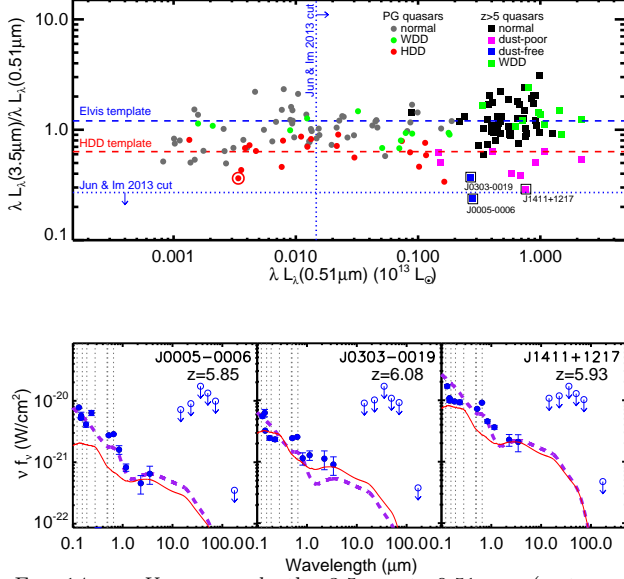 PG quasars
z>5 quasars
normal
WDD
HDD
normal
dust-poor
dust-free
WDD
Jun & Im 2013 cut
Elvis template
HDD template
Jun & Im 2013 cut
J0303-0019
J0005-0006
J1411+1217
10.0
1.0
0.1
λ Lλ(3.5μm)/λ Lλ(0.51μm)
0.001
0.010
0.100
1.000
λ Lλ(0.51μm) (10¹³ L☉)
J0005-0006
z=5.85
J0303-0019
z=6.08
J1411+1217
z=5.93
10⁻²⁰
10⁻²¹
10⁻²²
ν fν (W/cm²)
0.1 1.0 10.0 100.0
0.1 1.0 10.0 100.0
0.1 1.0 10.0 100.0
Wavelength (μm)